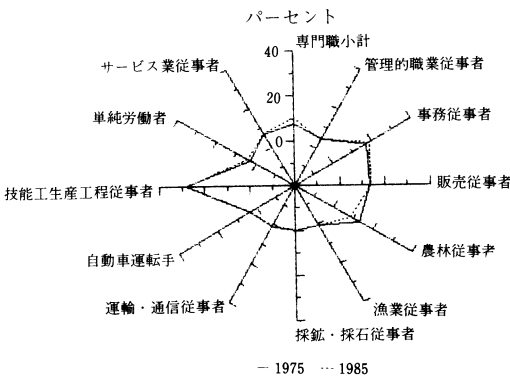 パーセント
40
20
0
専門職小計
管理的職業従事者
事務従事者
販売従事者
農林従事者
漁業従事者
採鉱・採石従事者
運輸・通信従事者
自動車運転手
技能工生産工程従事者
単純労働者
サービス業従事者
— 1975 ··· 1985